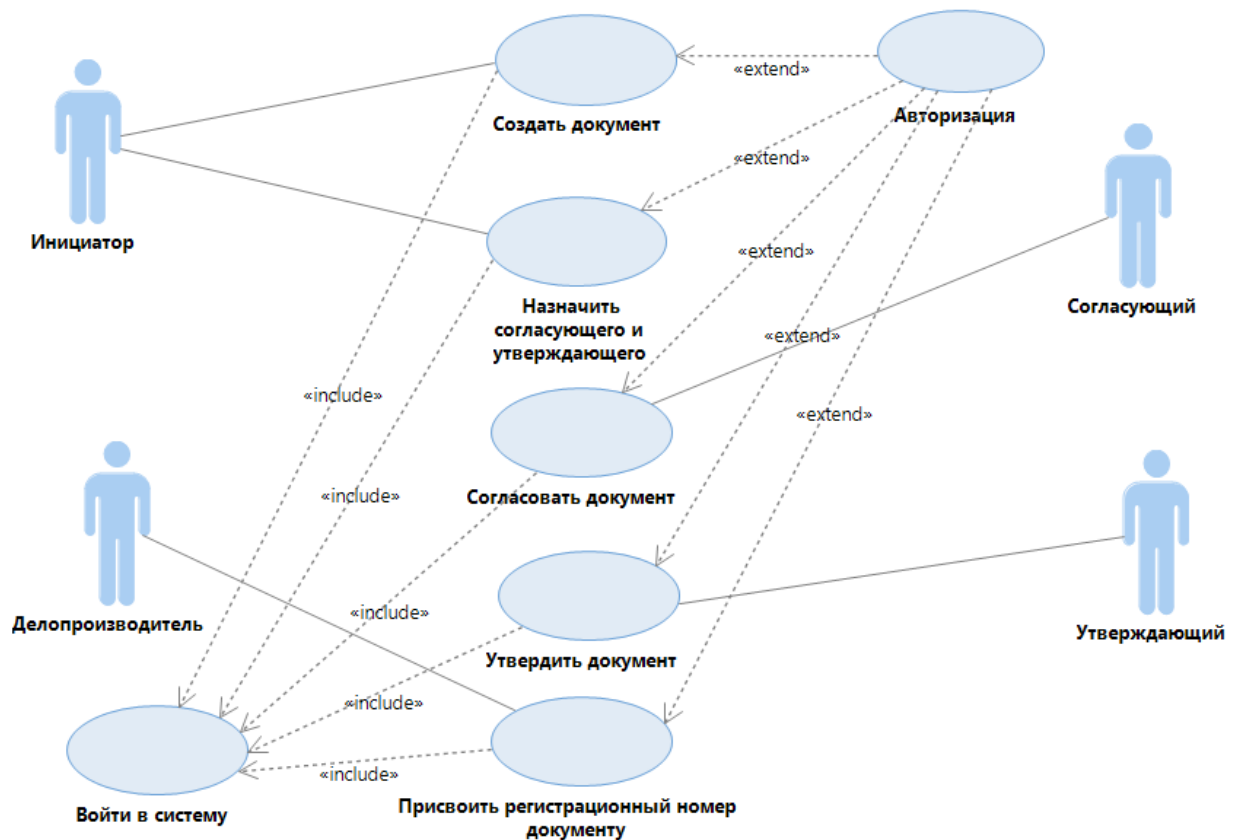 «extend»
Создать документ
Авторизация
«extend»
Инициатор
«extend»
Назначить
согласующего и
утверждающего
Согласующий
«extend»
«include»
«extend»
«include»
Согласовать документ
Делопроизводитель
«include»
Утвердить документ
Утверждающий
«include»
«include»
Войти в систему
Присвоить регистрационный номер
документу